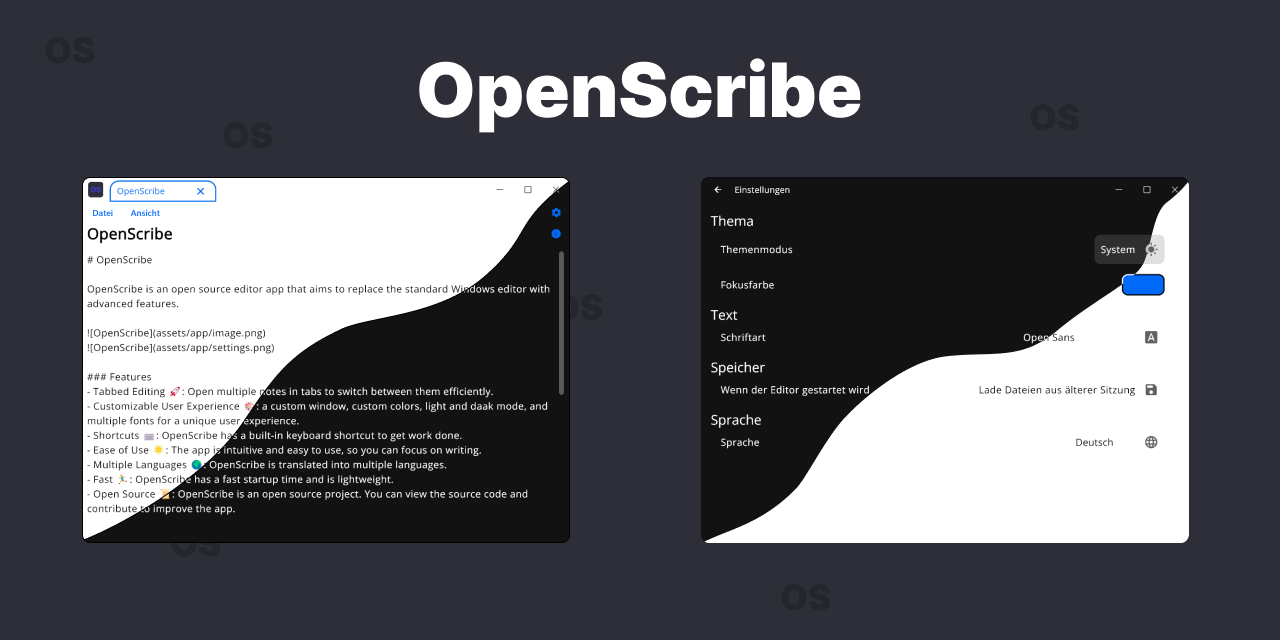 OS
OpenScribe
OS
OS
OS
OpenScribe
Datei Ansicht
OpenScribe
# OpenScribe
OpenScribe is an open source editor app that aims to replace the standard Windows editor with
advanced features.
![OpenScribe](assets/app/image.png)
![OpenScribe](assets/app/settings.png)
### Features
- Tabbed Editing 🚀: Open multiple notes in tabs to switch between them efficiently.
- Customizable User Experience 🎨: a custom window, custom colors, light and daak mode, and
multiple fonts for a unique user experience.
- Shortcuts ⌨️: OpenScribe has a built-in keyboard shortcut to get work done.
- Ease of Use 🌟: The app is intuitive and easy to use, so you can focus on writing.
- Multiple Languages 🌍: OpenScribe is translated into multiple languages.
- Fast 🏃: OpenScribe has a fast startup time and is lightweight.
- Open Source 📜: OpenScribe is an open source project. You can view the source code and
contribute to improve the app.
Einstellungen
Thema
Themenmodus System
Fokusfarbe
Text
Schriftart Open Sans A
Speicher
Wenn der Editor gestartet wird Lade Dateien aus älterer Sitzung
Sprache
Sprache Deutsch
OS
OS
OS